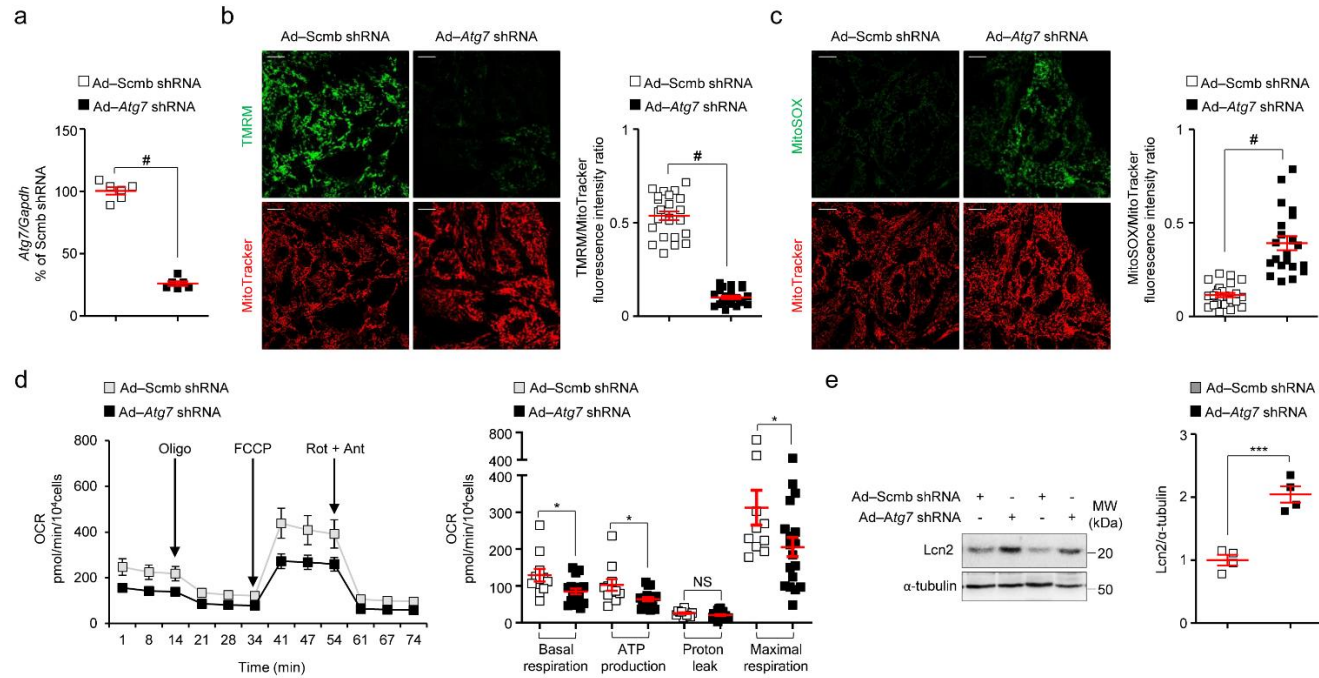 a
Ad–Scmb shRNA
Ad–Atg7 shRNA
Atg7/Gapdh
% of Scmb shRNA
150
100
50
0
#
b
Ad–Scmb shRNA
Ad–Atg7 shRNA
TMRM
MitoTracker
Ad–Scmb shRNA
Ad–Atg7 shRNA
TMRM/MitoTracker
fluorescence intensity ratio
1
0.5
0
#
c
Ad–Scmb shRNA
Ad–Atg7 shRNA
MitoSOX
MitoTracker
Ad–Scmb shRNA
Ad–Atg7 shRNA
MitoSOX/MitoTracker
fluorescence intensity ratio
1
0.5
0
#
d
Ad–Scmb shRNA
Ad–Atg7 shRNA
OCR
pmol/min/10⁴cells
800
600
400
200
0
Oligo
FCCP
Rot + Ant
1 8 14 21 28 34 41 47 54 61 67 74
Time (min)
Ad–Scmb shRNA
Ad–Atg7 shRNA
OCR
pmol/min/10⁴cells
800
400
400
300
200
100
0
*
*
NS
*
Basal respiration
ATP production
Proton leak
Maximal respiration
e
Ad–Scmb shRNA + - + -
Ad–Atg7 shRNA - + - +
MW
(kDa)
Lcn2
20
α-tubulin
50
Ad–Scmb shRNA
Ad–Atg7 shRNA
Lcn2/α-tubulin
3
2
1
0
***